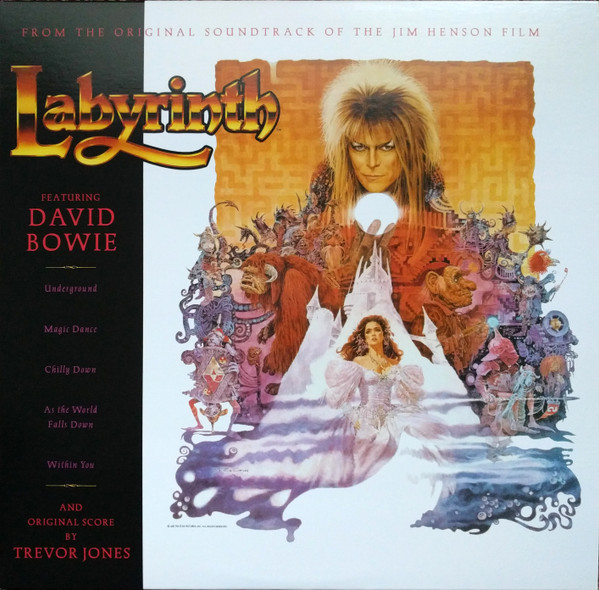 FROM THE ORIGINAL SOUNDTRACK OF THE JIM HENSON FILM
Labyrinth
FEATURING
DAVID
BOWIE
Underground
Magic Dance
Chilly Down
As the World
Falls Down
Within You
AND
ORIGINAL SCORE
BY
TREVOR JONES